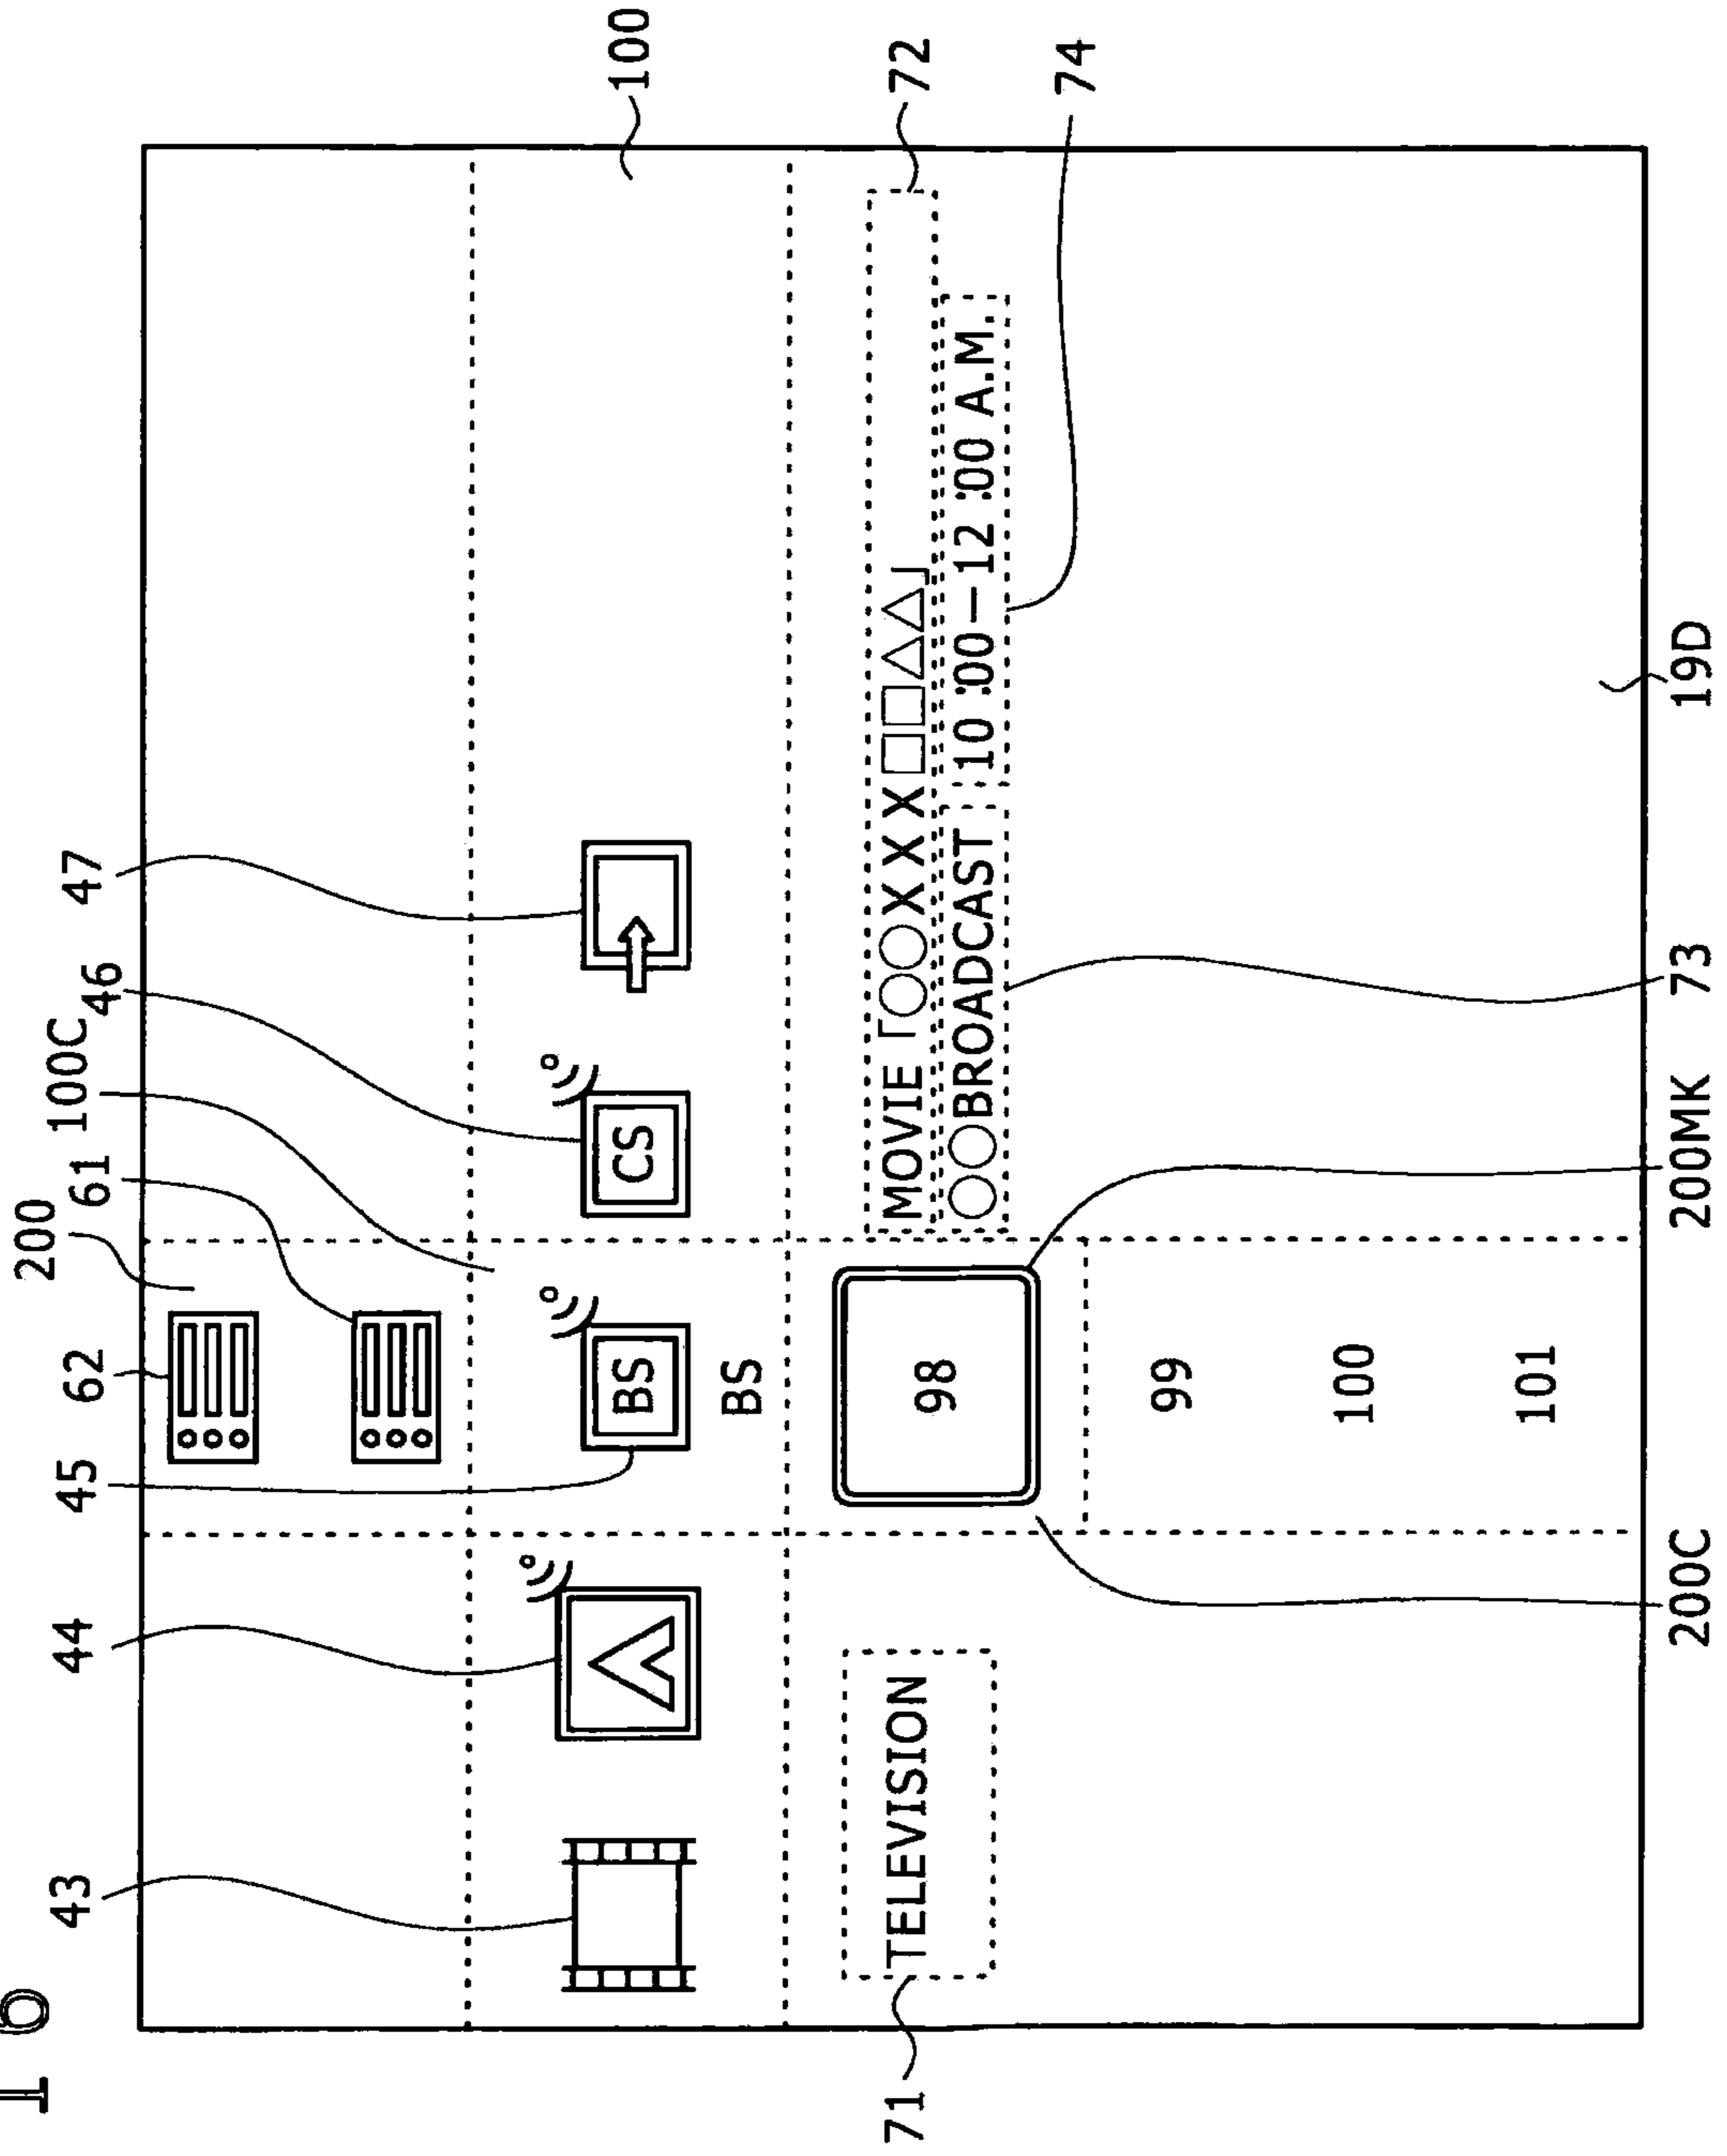 200
100C
43 44 45 62 61 46 47
CS
BS
BS
100
71
TELEVISION
98
MOVIE「○○XXX□□△△」
72
○○BROADCAST
10:00—12:00 A.M.
74
99
100
101
200C
200MK
73
19D